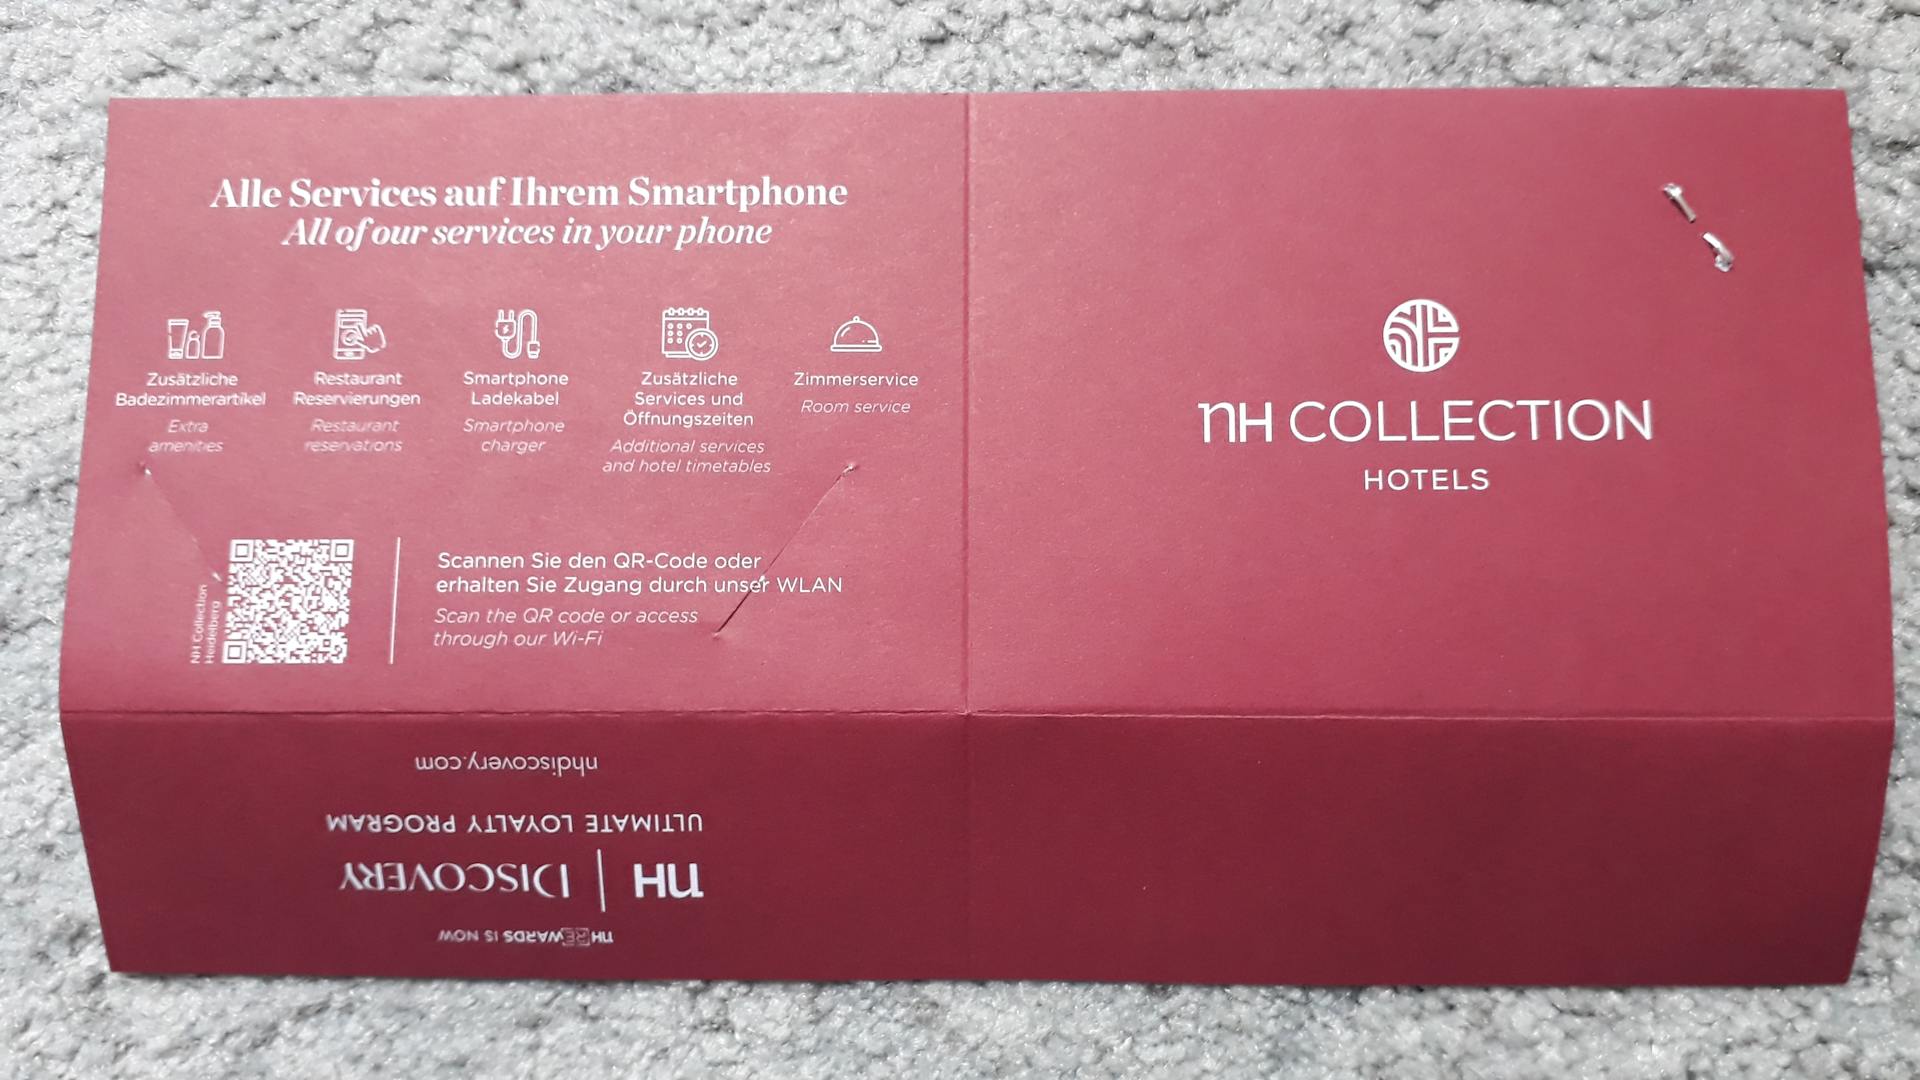 Alle Services auf Ihrem Smartphone
All of our services in your phone
Zusätzliche
Badezimmerartikel
Extra
amenities
Restaurant
Reservierungen
Restaurant
reservations
Smartphone
Ladekabel
Smartphone
charger
Zusätzliche
Services und
Öffnungszeiten
Additional services
and hotel timetables
Zimmerservice
Room service
NH Collection
Heidelberg
Scannen Sie den QR-Code oder
erhalten Sie Zugang durch unser WLAN
Scan the QR code or access
through our Wi-Fi
NH COLLECTION
HOTELS
NH REWARDS IS NOW
NH | DISCOVERY
ULTIMATE LOYALTY PROGRAM
nhdiscovery.com